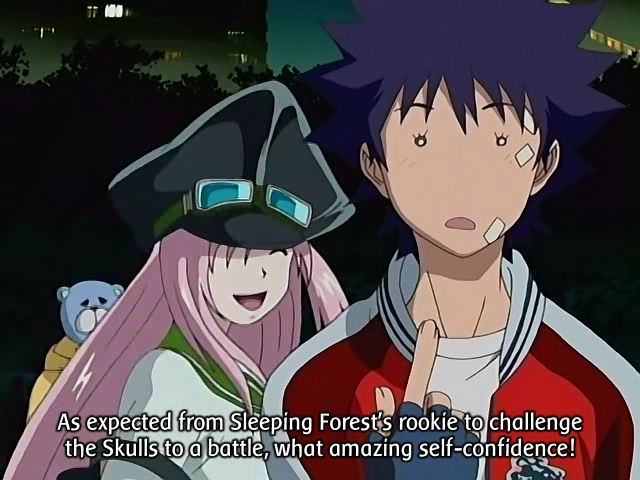 As expected from Sleeping Forest's rookie to challenge
the Skulls to a battle, what amazing self-confidence!